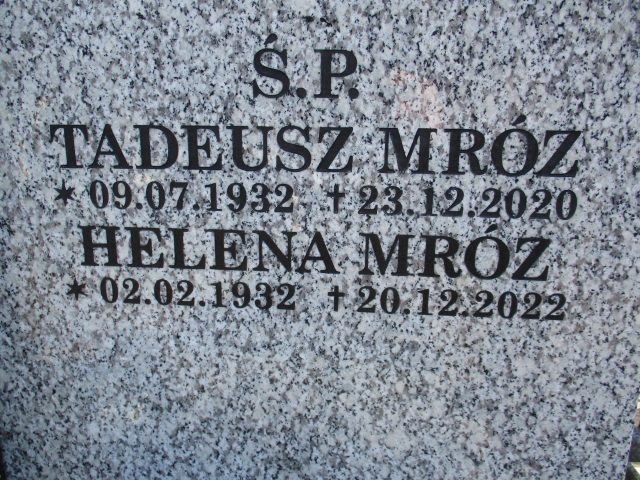 Ś.P.
TADEUSZ MRÓZ
* 09.07.1932 †23.12.2020
HELENA MRÓZ
* 02.02.1932 †20.12.2022